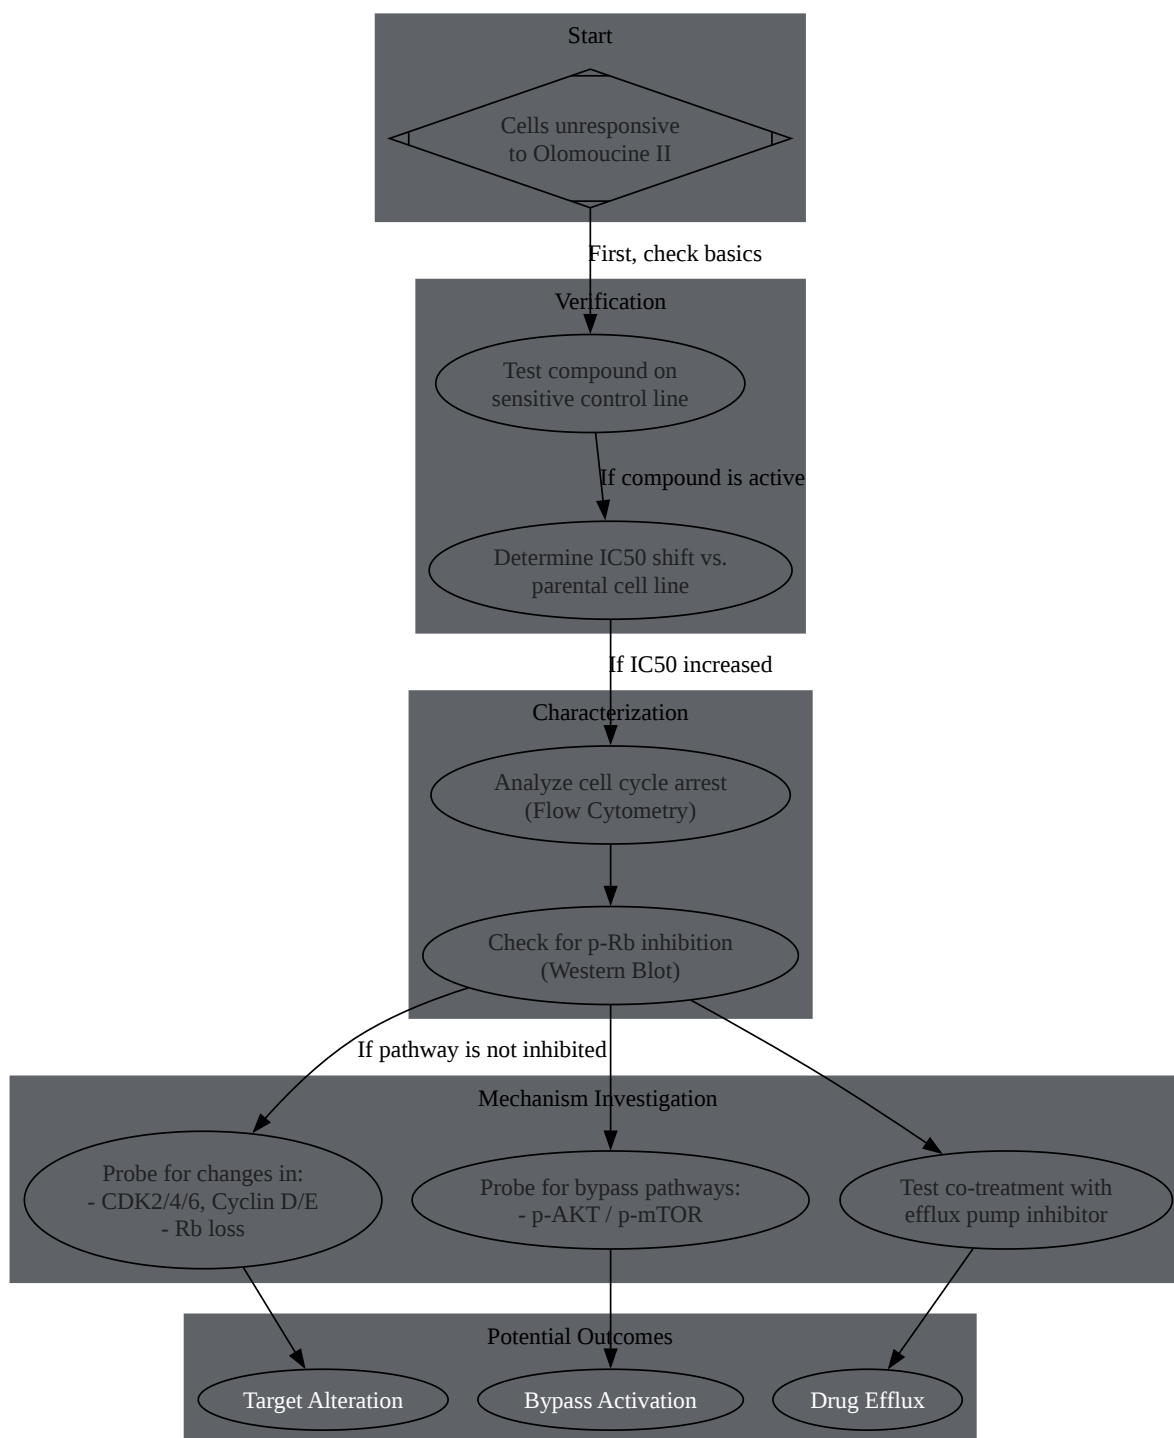 Start
Cells unresponsive
to Olomoucine II
First, check basics
Verification
Test compound on
sensitive control line
If compound is active
Determine IC50 shift vs.
parental cell line
If IC50 increased
Characterization
Analyze cell cycle arrest
(Flow Cytometry)
Check for p-Rb inhibition
(Western Blot)
If pathway is not inhibited
Mechanism Investigation
Probe for changes in:
- CDK2/4/6, Cyclin D/E
- Rb loss
Probe for bypass pathways:
- p-AKT / p-mTOR
Test co-treatment with
efflux pump inhibitor
Potential Outcomes
Target Alteration
Bypass Activation
Drug Efflux